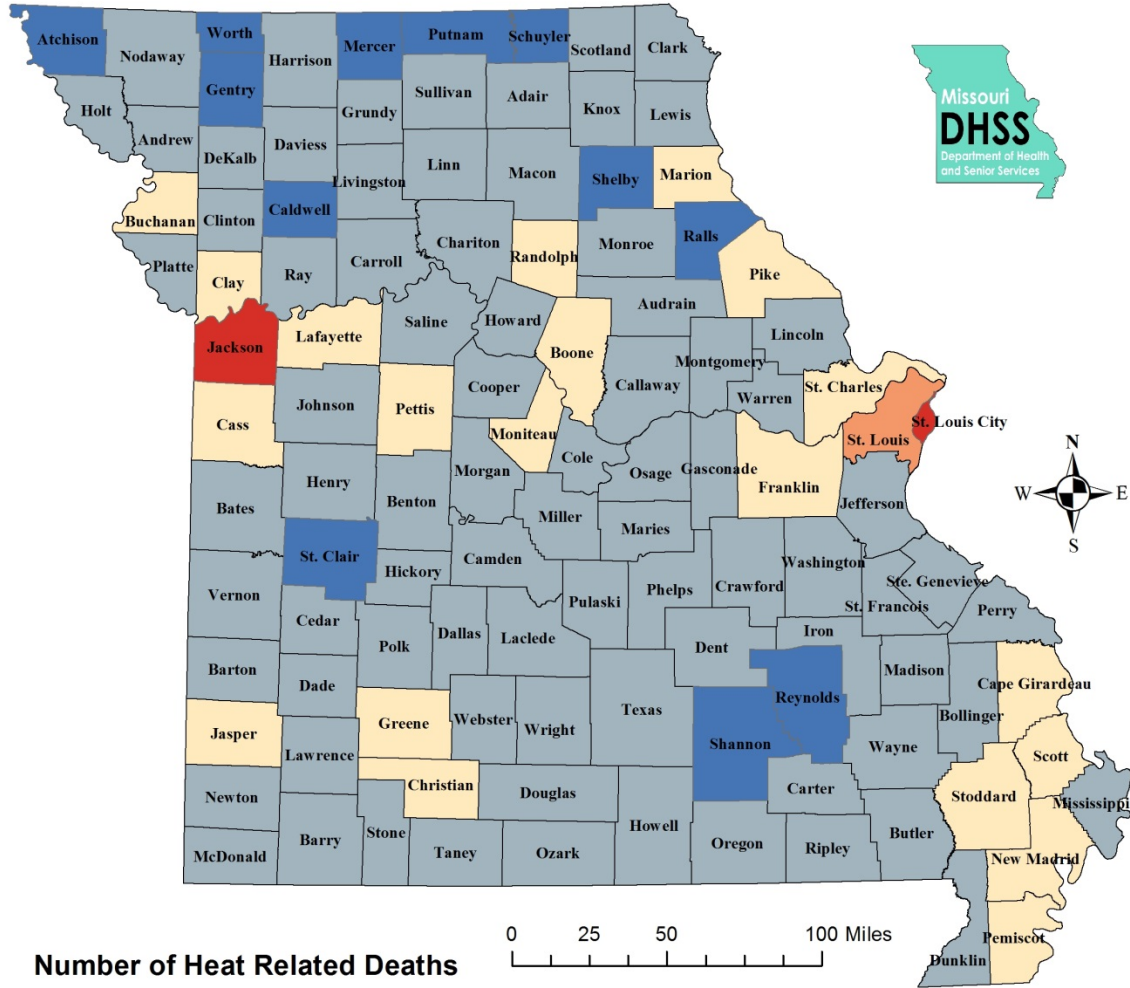 Atchison
Nodaway
Worth
Harrison
Mercer
Putnam
Schuyler
Scotland
Clark
Gentry
Holt
Andrew
DeKalb
Daviess
Grundy
Sullivan
Adair
Knox
Lewis
Missouri
DHSS
Department of Health
and Senior Services
Buchanan
Clinton
Caldwell
Livingston
Linn
Macon
Shelby
Marion
Platte
Clay
Ray
Carroll
Chariton
Randolph
Monroe
Ralls
Pike
Jackson
Lafayette
Saline
Howard
Boone
Audrain
Callaway
Montgomery
Lincoln
Warren
St. Charles
St. Louis
St. Louis City
Cass
Johnson
Pettis
Cooper
Moniteau
Cole
Osage
Gasconade
Franklin
Jefferson
N
W
E
S
Bates
Henry
Benton
Morgan
Miller
Maries
St. Clair
Hickory
Camden
Pulaski
Phelps
Crawford
Washington
Ste. Genevieve
St. Francois
Perry
Vernon
Cedar
Polk
Dallas
Laclede
Dent
Iron
Madison
Cape Girardeau
Bollinger
Barton
Dade
Greene
Webster
Wright
Texas
Shannon
Reynolds
Wayne
Scott
Mississippi
Stoddard
Jasper
Lawrence
Christian
Douglas
Howell
Carter
Butler
Newton
McDonald
Barry
Stone
Taney
Ozark
Oregon
Ripley
New Madrid
Pemiscot
Dunklin
0 25 50 100 Miles
Number of Heat Related Deaths